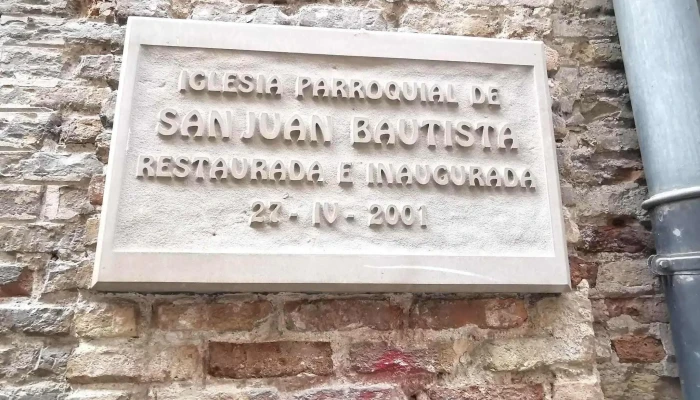 IGLESIA PARROQUIAL DE
SAN JUAN BAUTISTA
RESTAURADA E INAUGURADA
27 - IV - 2001